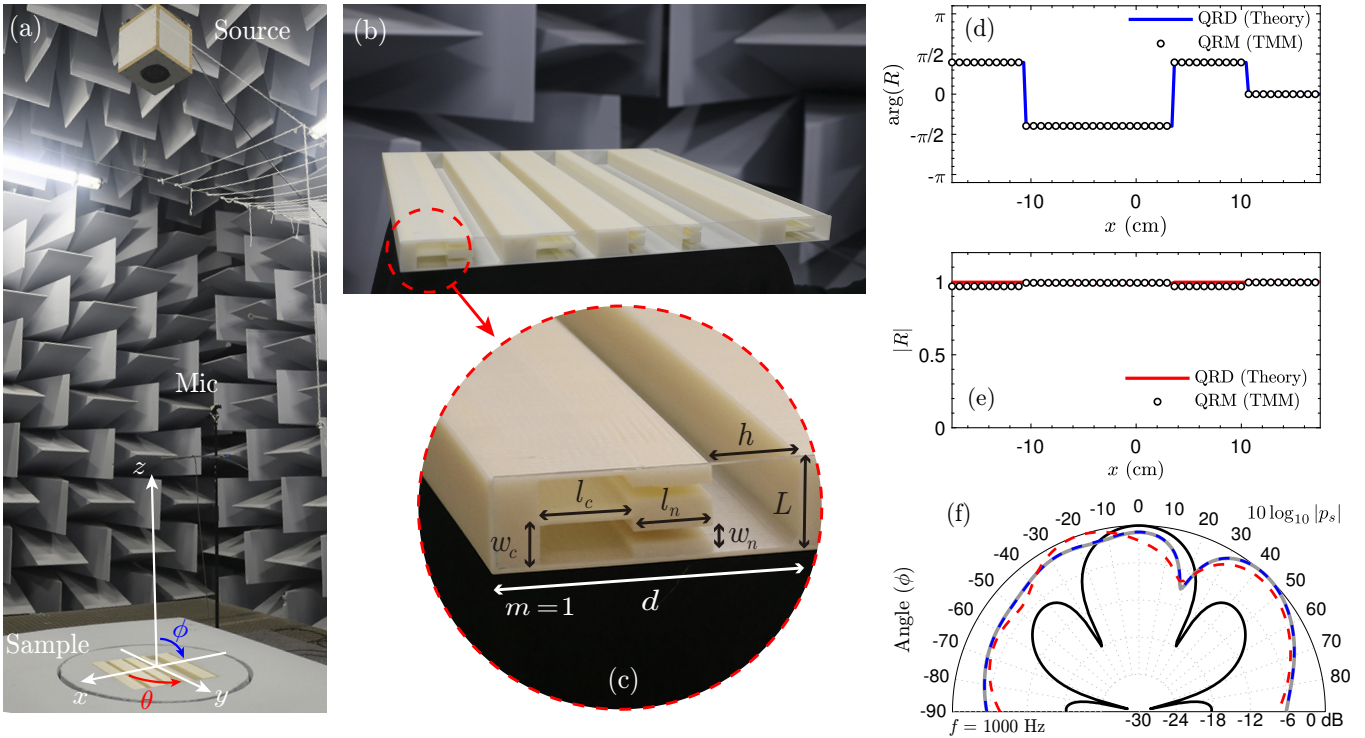 (a)
Source
Mic
z
ϕ
Sample
x
θ
y
(b)
h
l_c
l_n
L
w_c
w_n
m = 1
d
(c)
(d)
QRD (Theory)
QRM (TMM)
arg(R)
π
π/2
0
-π/2
-π
-10
0
10
x (cm)
1
0.5
0
|R|
QRD (Theory)
QRM (TMM)
(e)
-10
0
10
x (cm)
(f)
10 log₁₀ |p_s|
Angle (ϕ)
-90
-80
-70
-60
-50
-40
-30
-20
-10
0
10
20
30
40
50
60
70
80
-30 -24 -18 -12 -6 0 dB
f = 1000 Hz